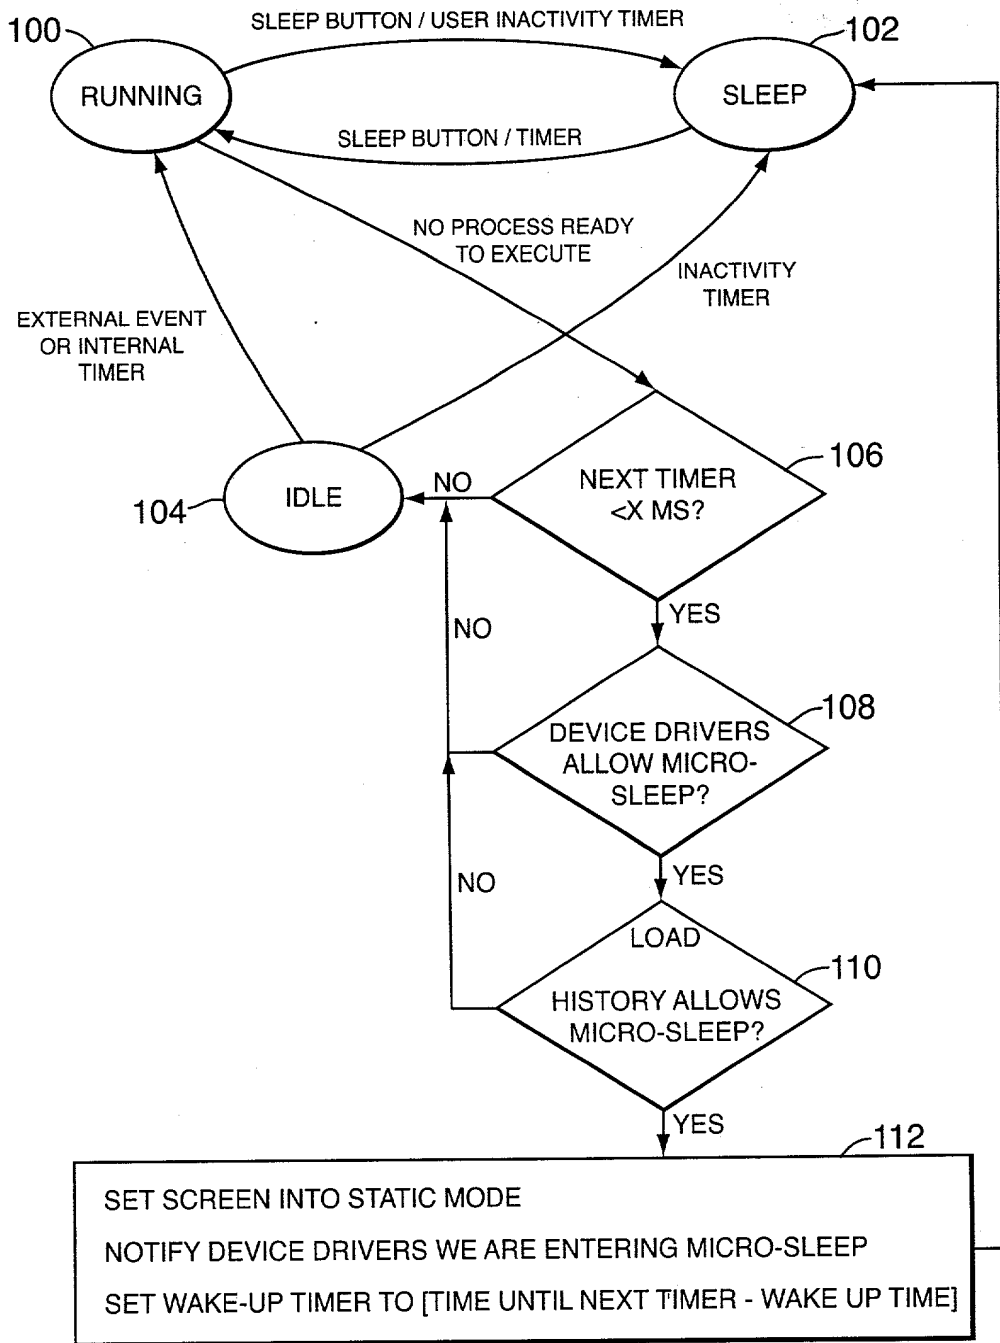 SLEEP BUTTON / USER INACTIVITY TIMER
100
102
RUNNING
SLEEP
SLEEP BUTTON / TIMER
NO PROCESS READY
TO EXECUTE
INACTIVITY
TIMER
EXTERNAL EVENT
OR INTERNAL
TIMER
106
104
IDLE
NO
NEXT TIMER
<X MS?
YES
NO
108
DEVICE DRIVERS
ALLOW MICRO-
SLEEP?
YES
NO
LOAD
110
HISTORY ALLOWS
MICRO-SLEEP?
YES
112
SET SCREEN INTO STATIC MODE
NOTIFY DEVICE DRIVERS WE ARE ENTERING MICRO-SLEEP
SET WAKE-UP TIMER TO [TIME UNTIL NEXT TIMER - WAKE UP TIME]